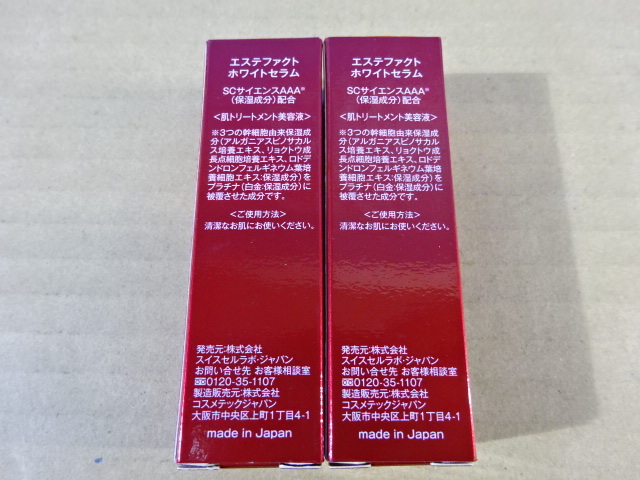 エステファクト
ホワイトセラム
SCサイエンスAAA®
（保湿成分）配合
＜肌トリートメント美容液＞
※3つの幹細胞由来保湿成
分（アルガニアスピノサカル
ス培養エキス、リョクトウ成
長点細胞培養エキス、ロドデ
ンドロンフェルギネウム葉培
養細胞エキス:保湿成分）を
プラチナ（白金:保湿成分）に
被覆させた成分です。
＜ご使用方法＞
清潔なお肌にお使いください。
発売元:株式会社
スイスセルラボ・ジャパン
お問い合せ先 お客様相談室
0120-35-1107
製造販売元:株式会社
コスメテックジャパン
大阪市中央区上町1丁目4-1
made in Japan
エステファクト
ホワイトセラム
SCサイエンスAAA®
（保湿成分）配合
＜肌トリートメント美容液＞
※3つの幹細胞由来保湿成
分（アルガニアスピノサカル
ス培養エキス、リョクトウ成
長点細胞培養エキス、ロドデ
ンドロンフェルギネウム葉培
養細胞エキス:保湿成分）を
プラチナ（白金:保湿成分）に
被覆させた成分です。
＜ご使用方法＞
清潔なお肌にお使いください。
発売元:株式会社
スイスセルラボ・ジャパン
お問い合せ先 お客様相談室
0120-35-1107
製造販売元:株式会社
コスメテックジャパン
大阪市中央区上町1丁目4-1
made in Japan